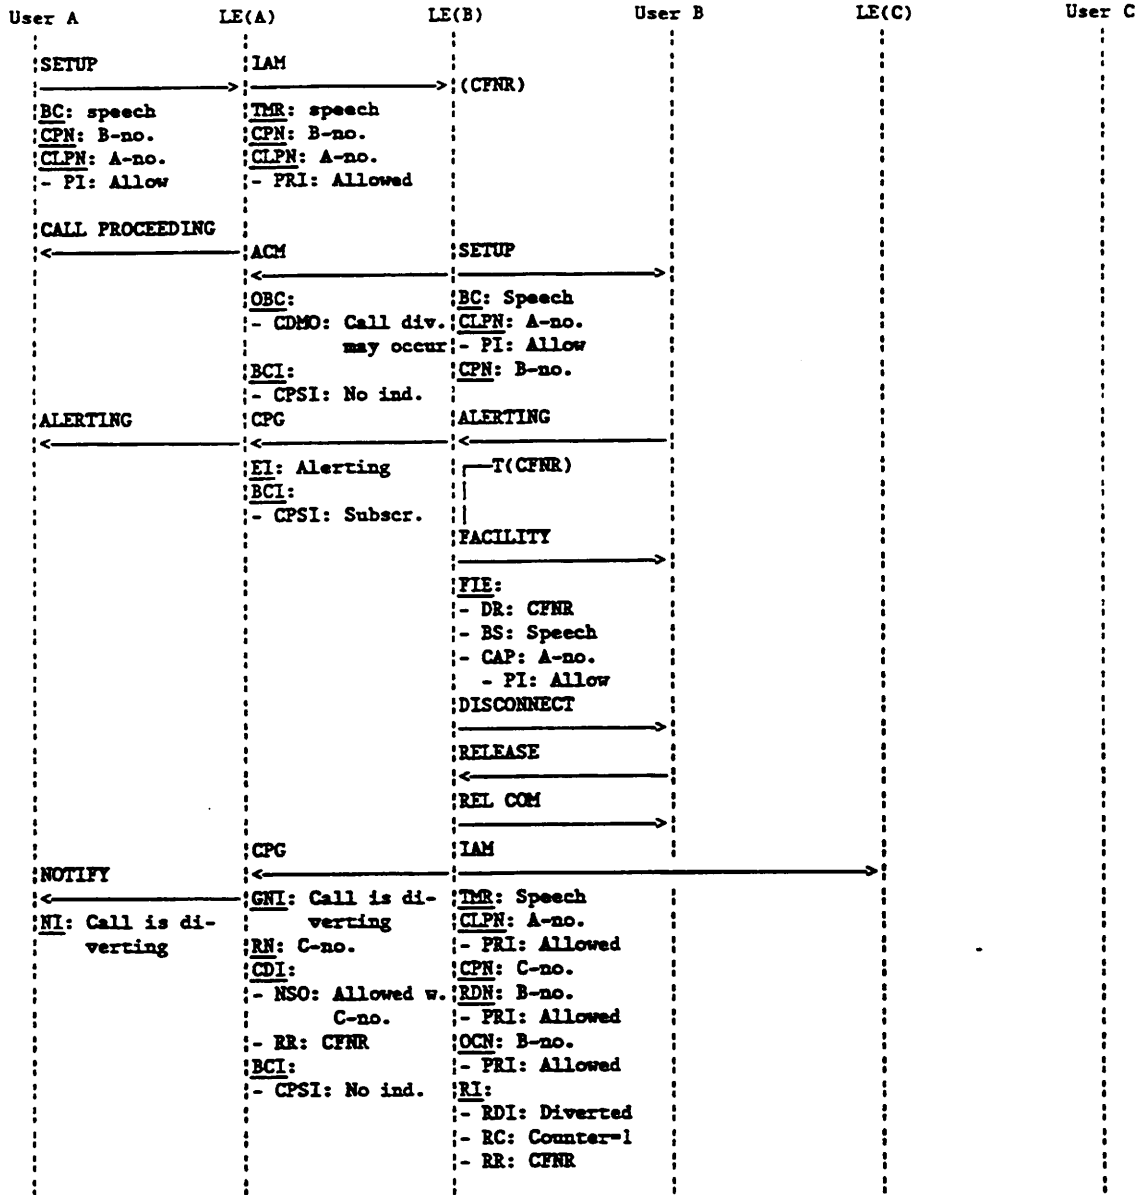 User A LE(A) LE(B) User B LE(C) User C
SETUP IAM
(CFNR)
BC: speech TMR: speech
CPN: B-no. CPN: B-no.
CLPN: A-no. CLPN: A-no.
- PI: Allow - PRI: Allowed
CALL PROCEEDING
ACM SETUP
OBC: BC: Speech
- CDMO: Call div. CLPN: A-no.
may occur - PI: Allow
BCI: CPN: B-no.
- CPSI: No ind.
ALERTING CPG ALERTING
EI: Alerting T(CFNR)
BCI:
- CPSI: Subscr.
FACILITY
FIE:
- DR: CFNR
- BS: Speech
- CAP: A-no.
- PI: Allow
DISCONNECT
RELEASE
REL COM
CPG IAM
NOTIFY
GNI: Call is di- TMR: Speech
NI: Call is di- verting CLPN: A-no.
verting RN: C-no. - PRI: Allowed
CDI: CPN: C-no.
- NSO: Allowed w. RDN: B-no.
C-no. - PRI: Allowed
- RR: CFNR OCN: B-no.
BCI: - PRI: Allowed
- CPSI: No ind. RI:
- RDI: Diverted
- RC: Counter=1
- RR: CFNR